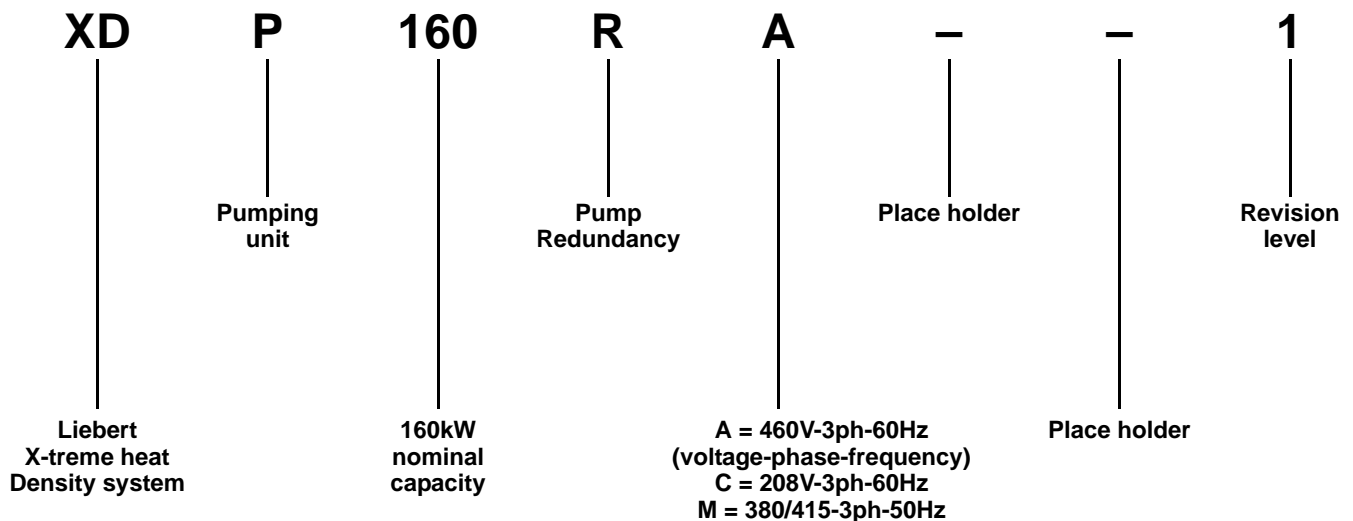 XD P 160 R A – – 1
Pumping
unit
Pump
Redundancy
Place holder
Revision
level
Liebert
X-treme heat
Density system
160kW
nominal
capacity
A = 460V-3ph-60Hz
(voltage-phase-frequency)
C = 208V-3ph-60Hz
M = 380/415-3ph-50Hz
Place holder